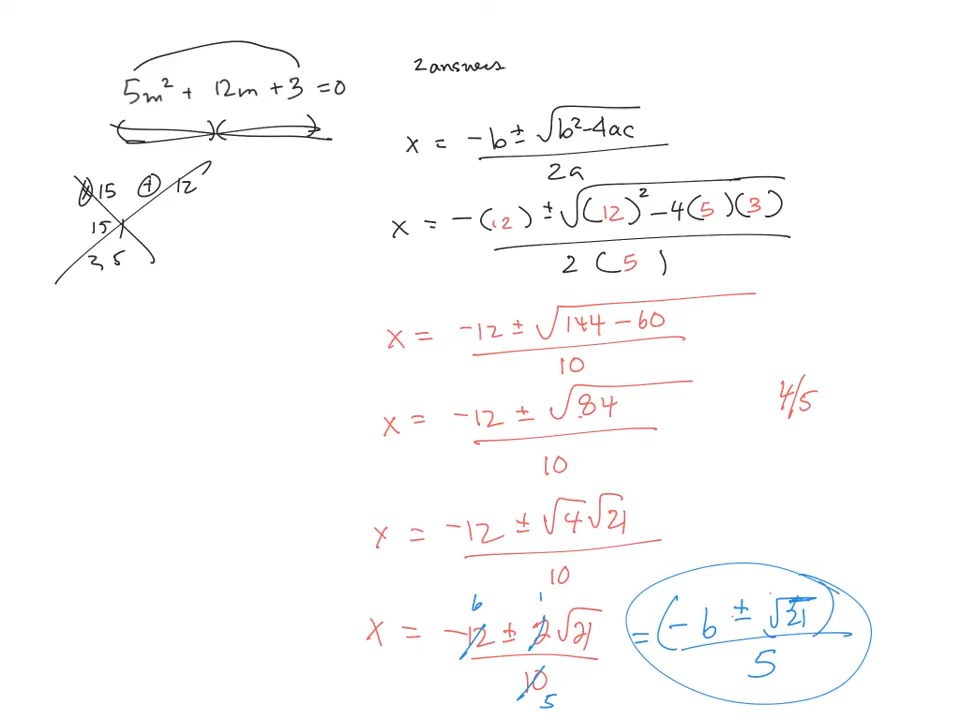 5m² + 12m + 3 = 0
2 answers
x = -b ± √(b² - 4ac) / 2a
× 15 + 12
15 1
3, 5
x = -(12) ± √((12)² - 4(5)(3)) / 2(5)
x = -12 ± √(144 - 60) / 10
x = -12 ± √84 / 10
4/5
x = -12 ± √4 √21 / 10
6 1
x = -12 ± 2√21 / 10 = (-6 ± √21) / 5
5